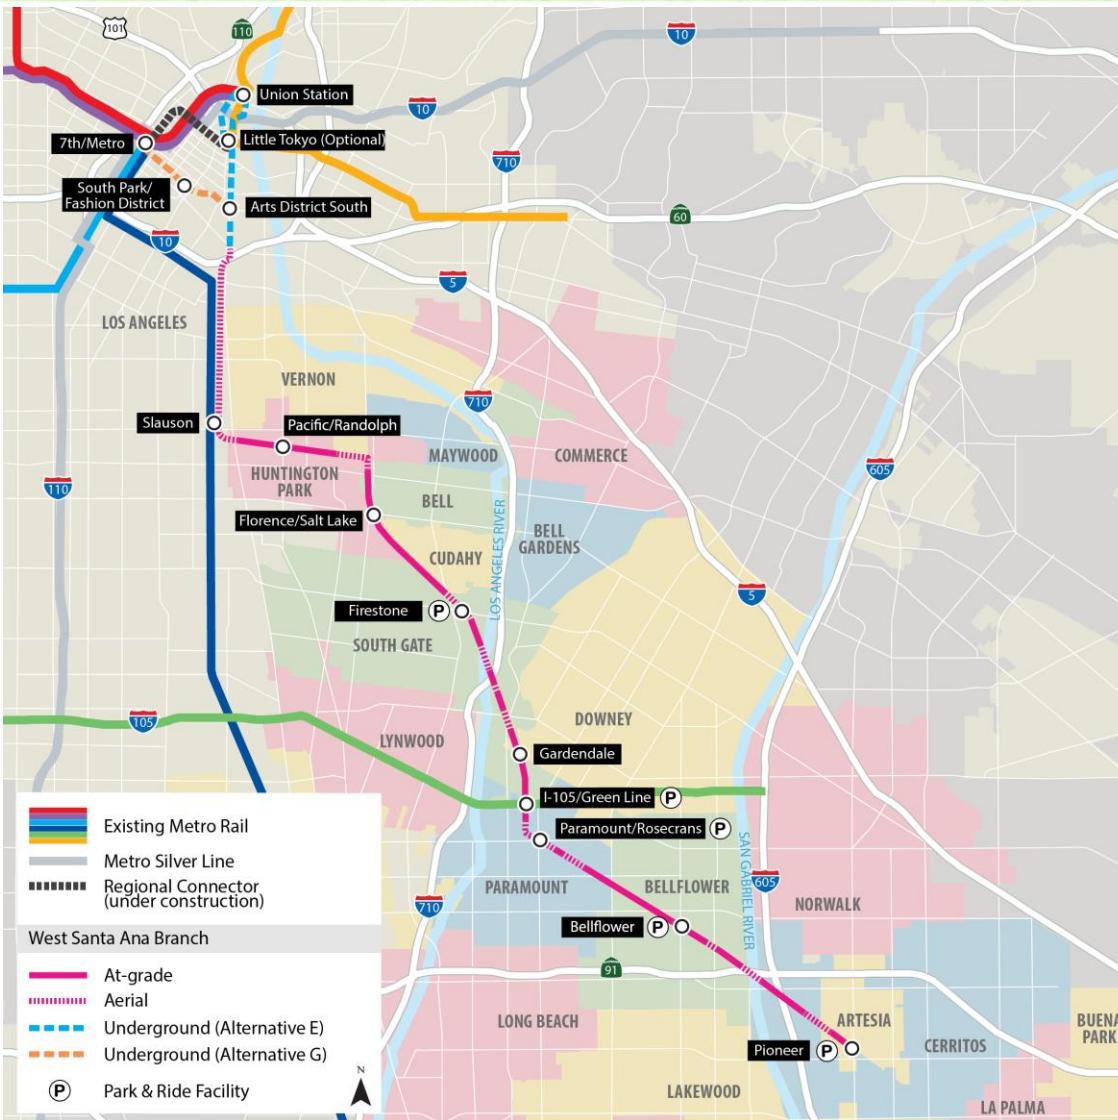 101
110
10
Union Station
10
7th/Metro
Little Tokyo (Optional)
710
South Park/
Fashion District
Arts District South
60
10
5
LOS ANGELES
VERNON
710
Slauson
Pacific/Randolph
MAYWOOD
COMMERCE
605
HUNTINGTON
PARK
110
BELL
Florence/Salt Lake
BELL
GARDENS
CUDAHY
LOS ANGELES RIVER
5
Firestone
P
SOUTH GATE
105
DOWNEY
LYNWOOD
Gardendale
I-105/Green Line
P
Paramount/Rosecrans
P
SAN GABRIEL RIVER
PARAMOUNT
BELLFLOWER
605
NORWALK
710
Bellflower
P
91
LONG BEACH
ARTESIA
BUENA
PARK
CERRITOS
Pioneer
P
LAKEWOOD
LA PALMA
Existing Metro Rail
Metro Silver Line
Regional Connector
(under construction)
West Santa Ana Branch
At-grade
Aerial
Underground (Alternative E)
Underground (Alternative G)
P Park & Ride Facility
N